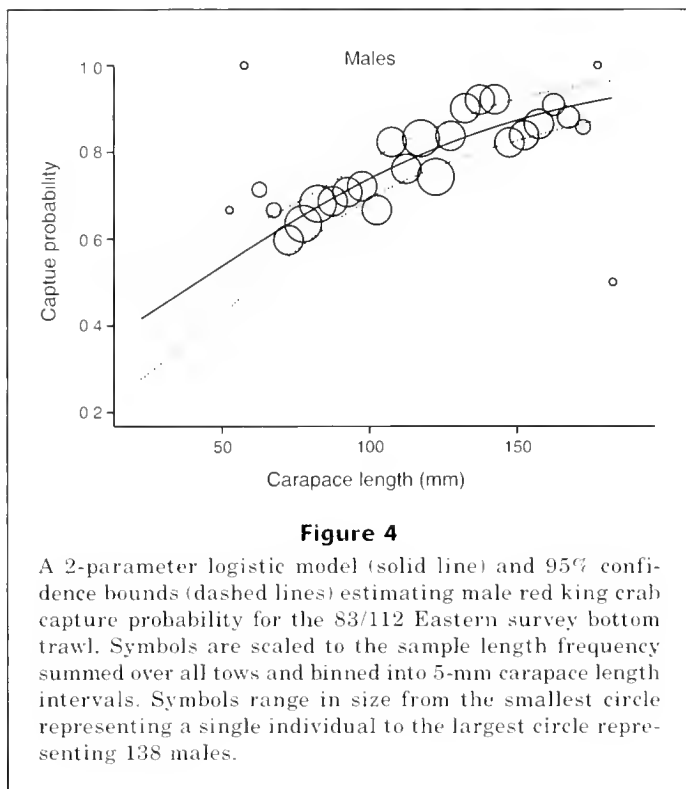 Males
1 0
0 8
0 6
0 4
0 2
Captue probability
50 100 150
Carapace length (mm)
Figure 4
A 2-parameter logistic model (solid line) and 95% confi-
dence bounds (dashed lines) estimating male red king crab
capture probability for the 83/112 Eastern survey bottom
trawl. Symbols are scaled to the sample length frequency
summed over all tows and binned into 5-mm carapace length
intervals. Symbols range in size from the smallest circle
representing a single individual to the largest circle repre-
senting 138 males.